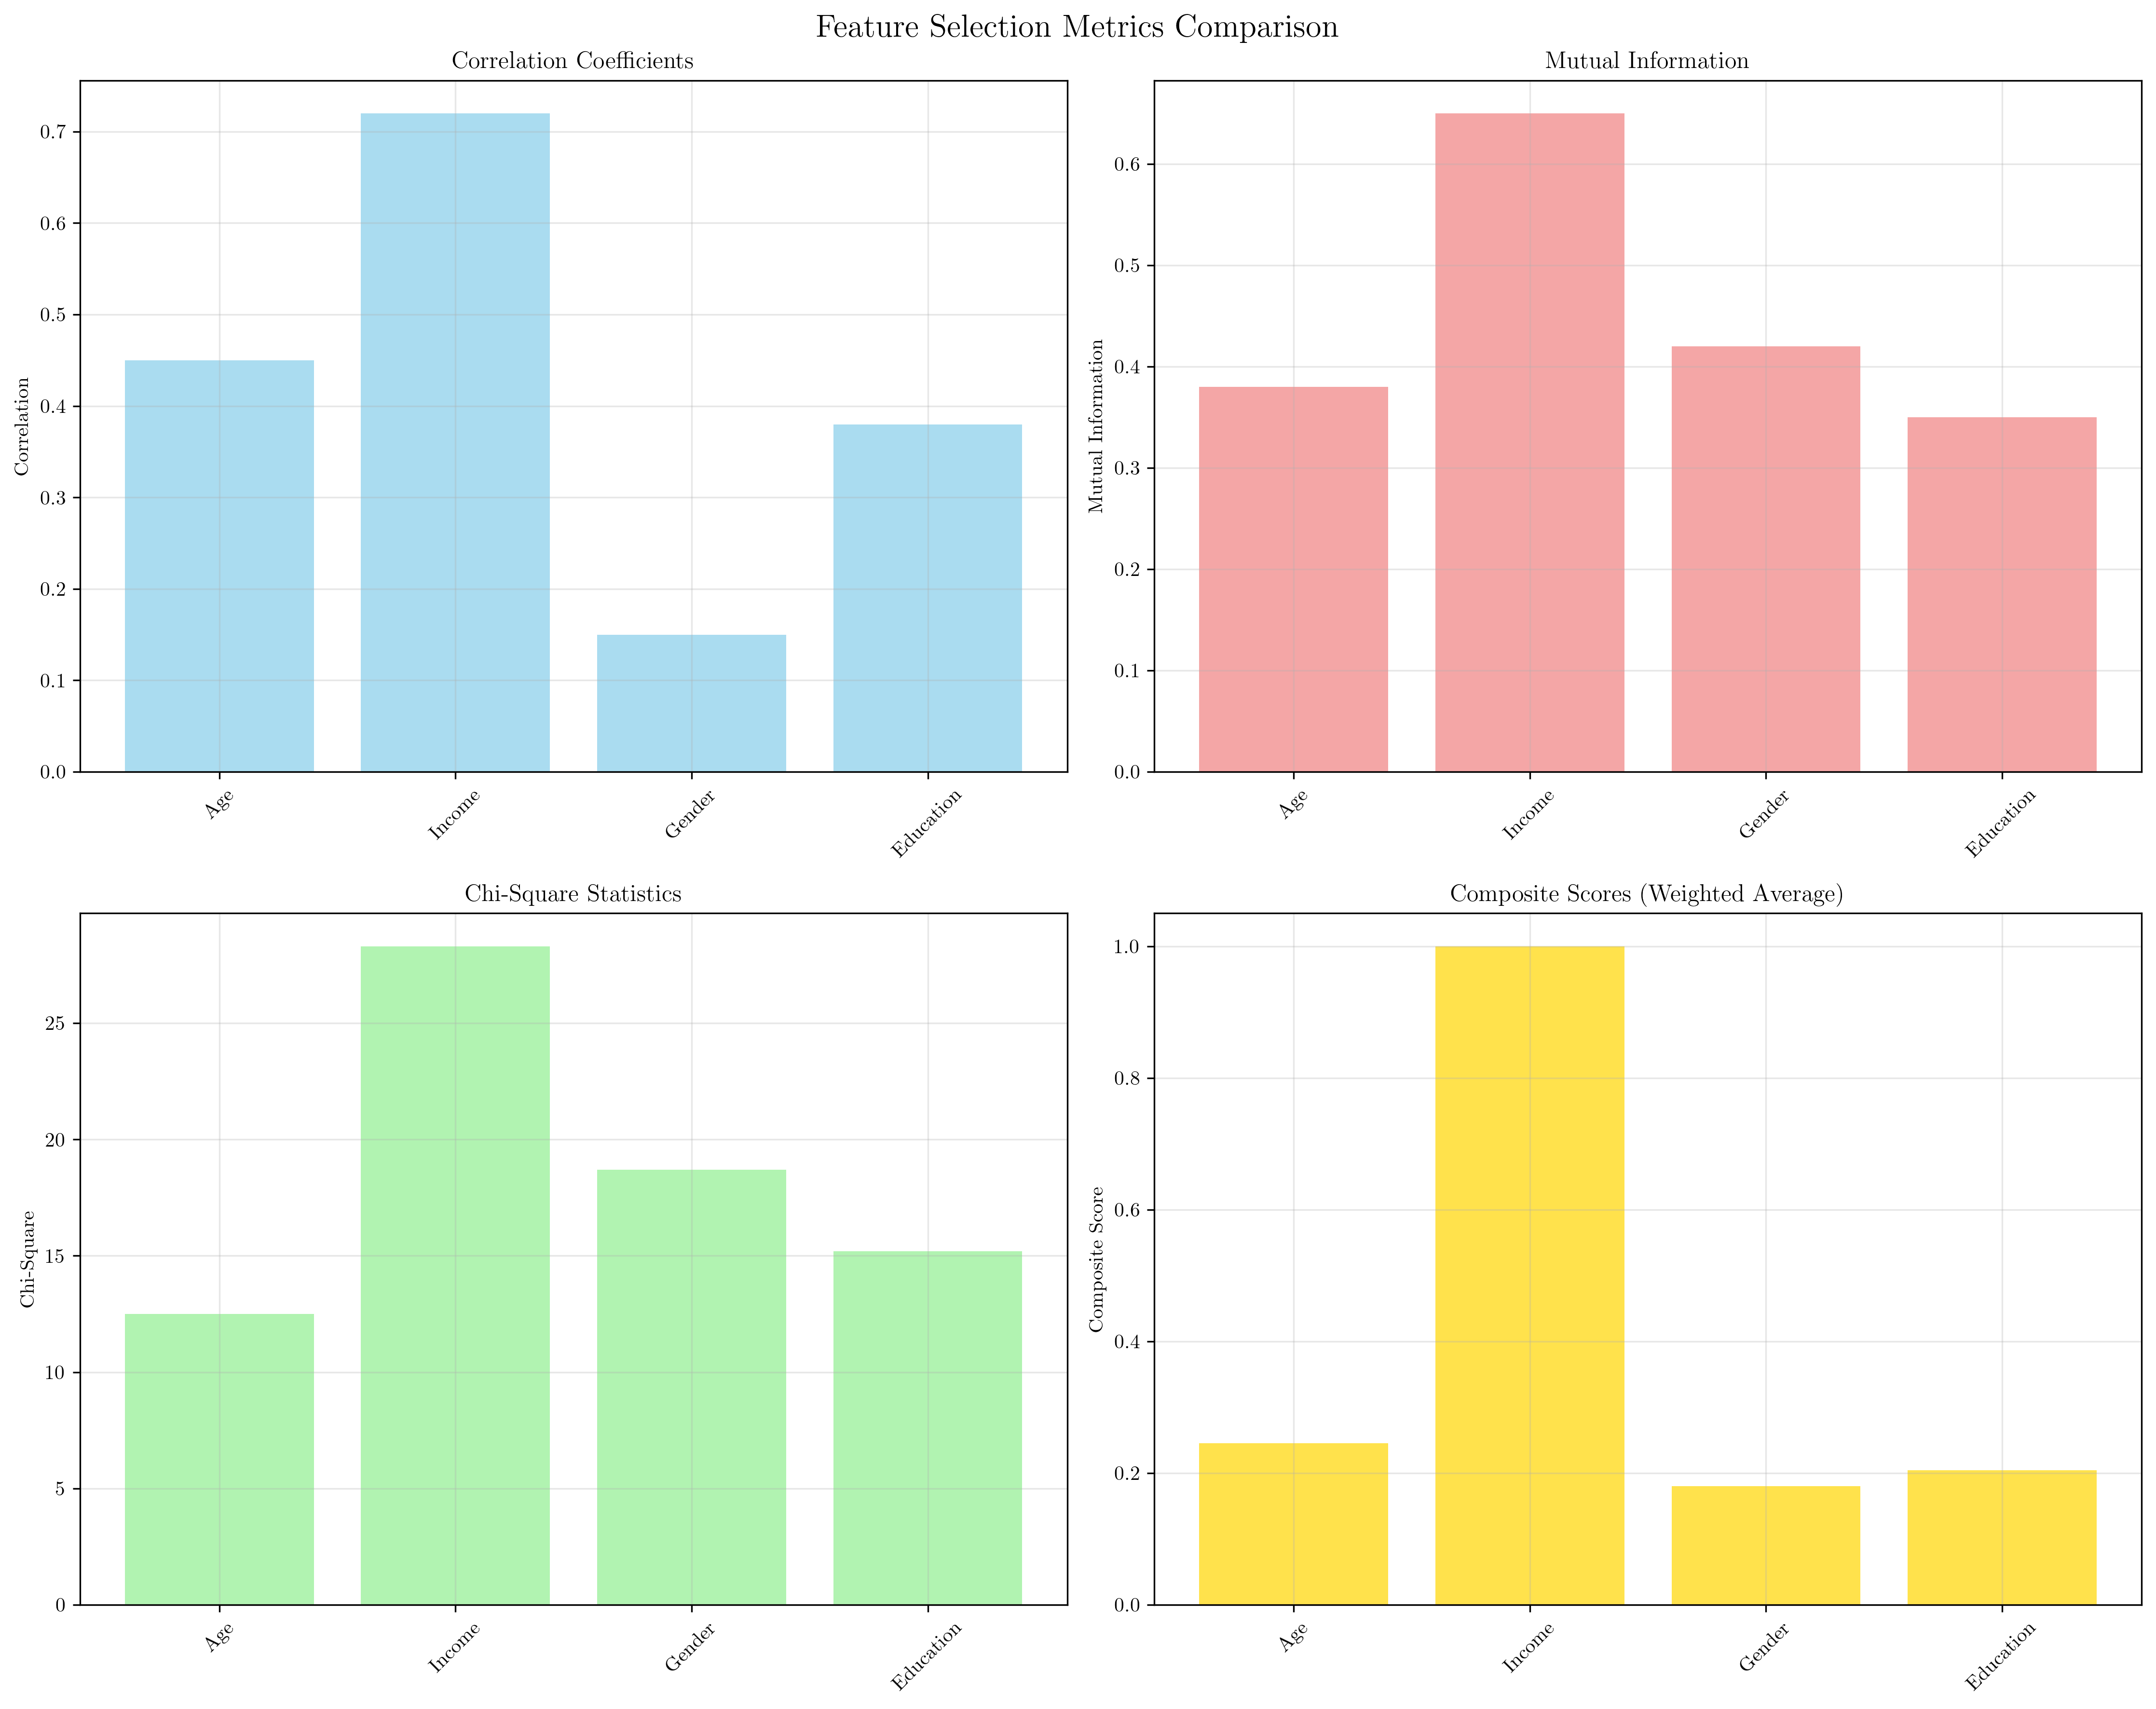 Feature Selection Metrics Comparison
Correlation Coefficients
Correlation
0.7
0.6
0.5
0.4
0.3
0.2
0.1
0.0
Age
Income
Gender
Education
Mutual Information
Mutual Information
0.6
0.5
0.4
0.3
0.2
0.1
0.0
Age
Income
Gender
Education
Chi-Square Statistics
Chi-Square
25
20
15
10
5
0
Age
Income
Gender
Education
Composite Scores (Weighted Average)
Composite Score
1.0
0.8
0.6
0.4
0.2
0.0
Age
Income
Gender
Education